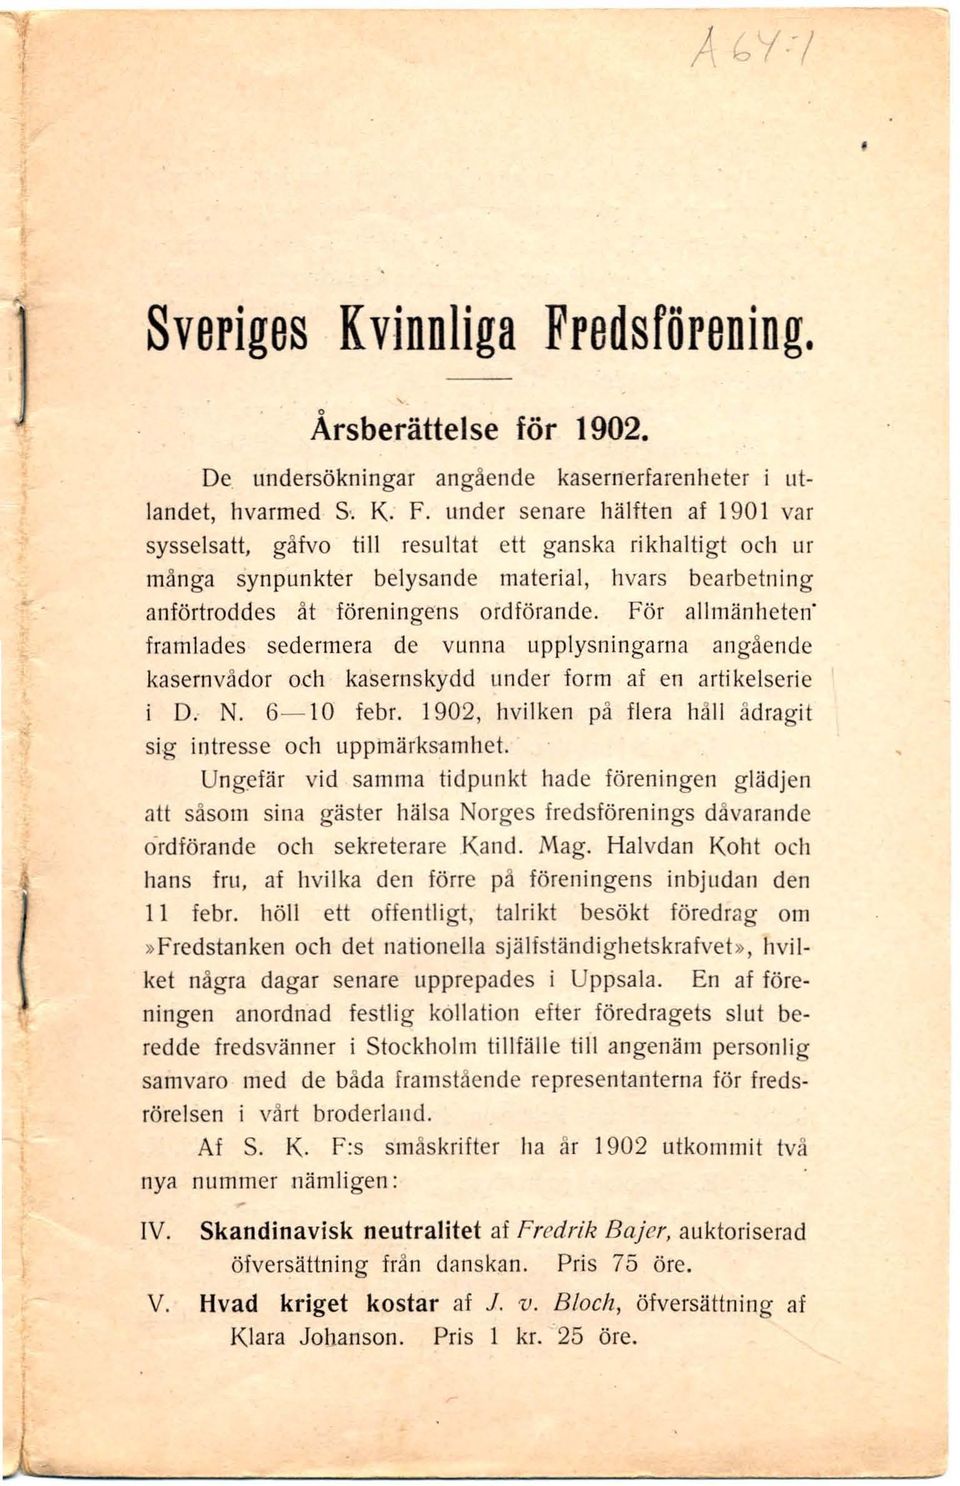 A 64:1
Sveriges Kvinnliga Fredsförening.
Årsberättelse för 1902.
De undersökningar angående kasernerfarenheter i ut-
landet, hvarmed S. K. F. under senare hälften af 1901 var
sysselsatt, gåfvo till resultat ett ganska rikhaltigt och ur
många synpunkter belysande material, hvars bearbetning
anförtroddes åt föreningens ordförande. För allmänheten
framlades sedermera de vunna upplysningarna angående
kasernvådor och kasernskydd under form af en artikelserie
i D. N. 6—10 febr. 1902, hvilken på flera håll ådragit
sig intresse och uppmärksamhet.
Ungefär vid samma tidpunkt hade föreningen glädjen
att såsom sina gäster hälsa Norges fredsförenings dåvarande
ordförande och sekreterare Kand. Mag. Halvdan Koht och
hans fru, af hvilka den förre på föreningens inbjudan den
11 febr. höll ett offentligt, talrikt besökt föredrag om
»Fredstanken och det nationella själfständighetskrafvet», hvil-
ket några dagar senare upprepades i Uppsala. En af före-
ningen anordnad festlig kollation efter föredragets slut be-
redde fredsvänner i Stockholm tillfälle till angenäm personlig
samvaro med de båda framstående representanterna för freds-
rörelsen i vårt broderland.
Af S. K. F:s småskrifter ha år 1902 utkommit två
nya nummer nämligen:
IV. Skandinavisk neutralitet af Fredrik Bajer, auktoriserad
öfversättning från danskan. Pris 75 öre.
V. Hvad kriget kostar af J. v. Bloch, öfversättning af
Klara Johanson. Pris 1 kr. 25 öre.